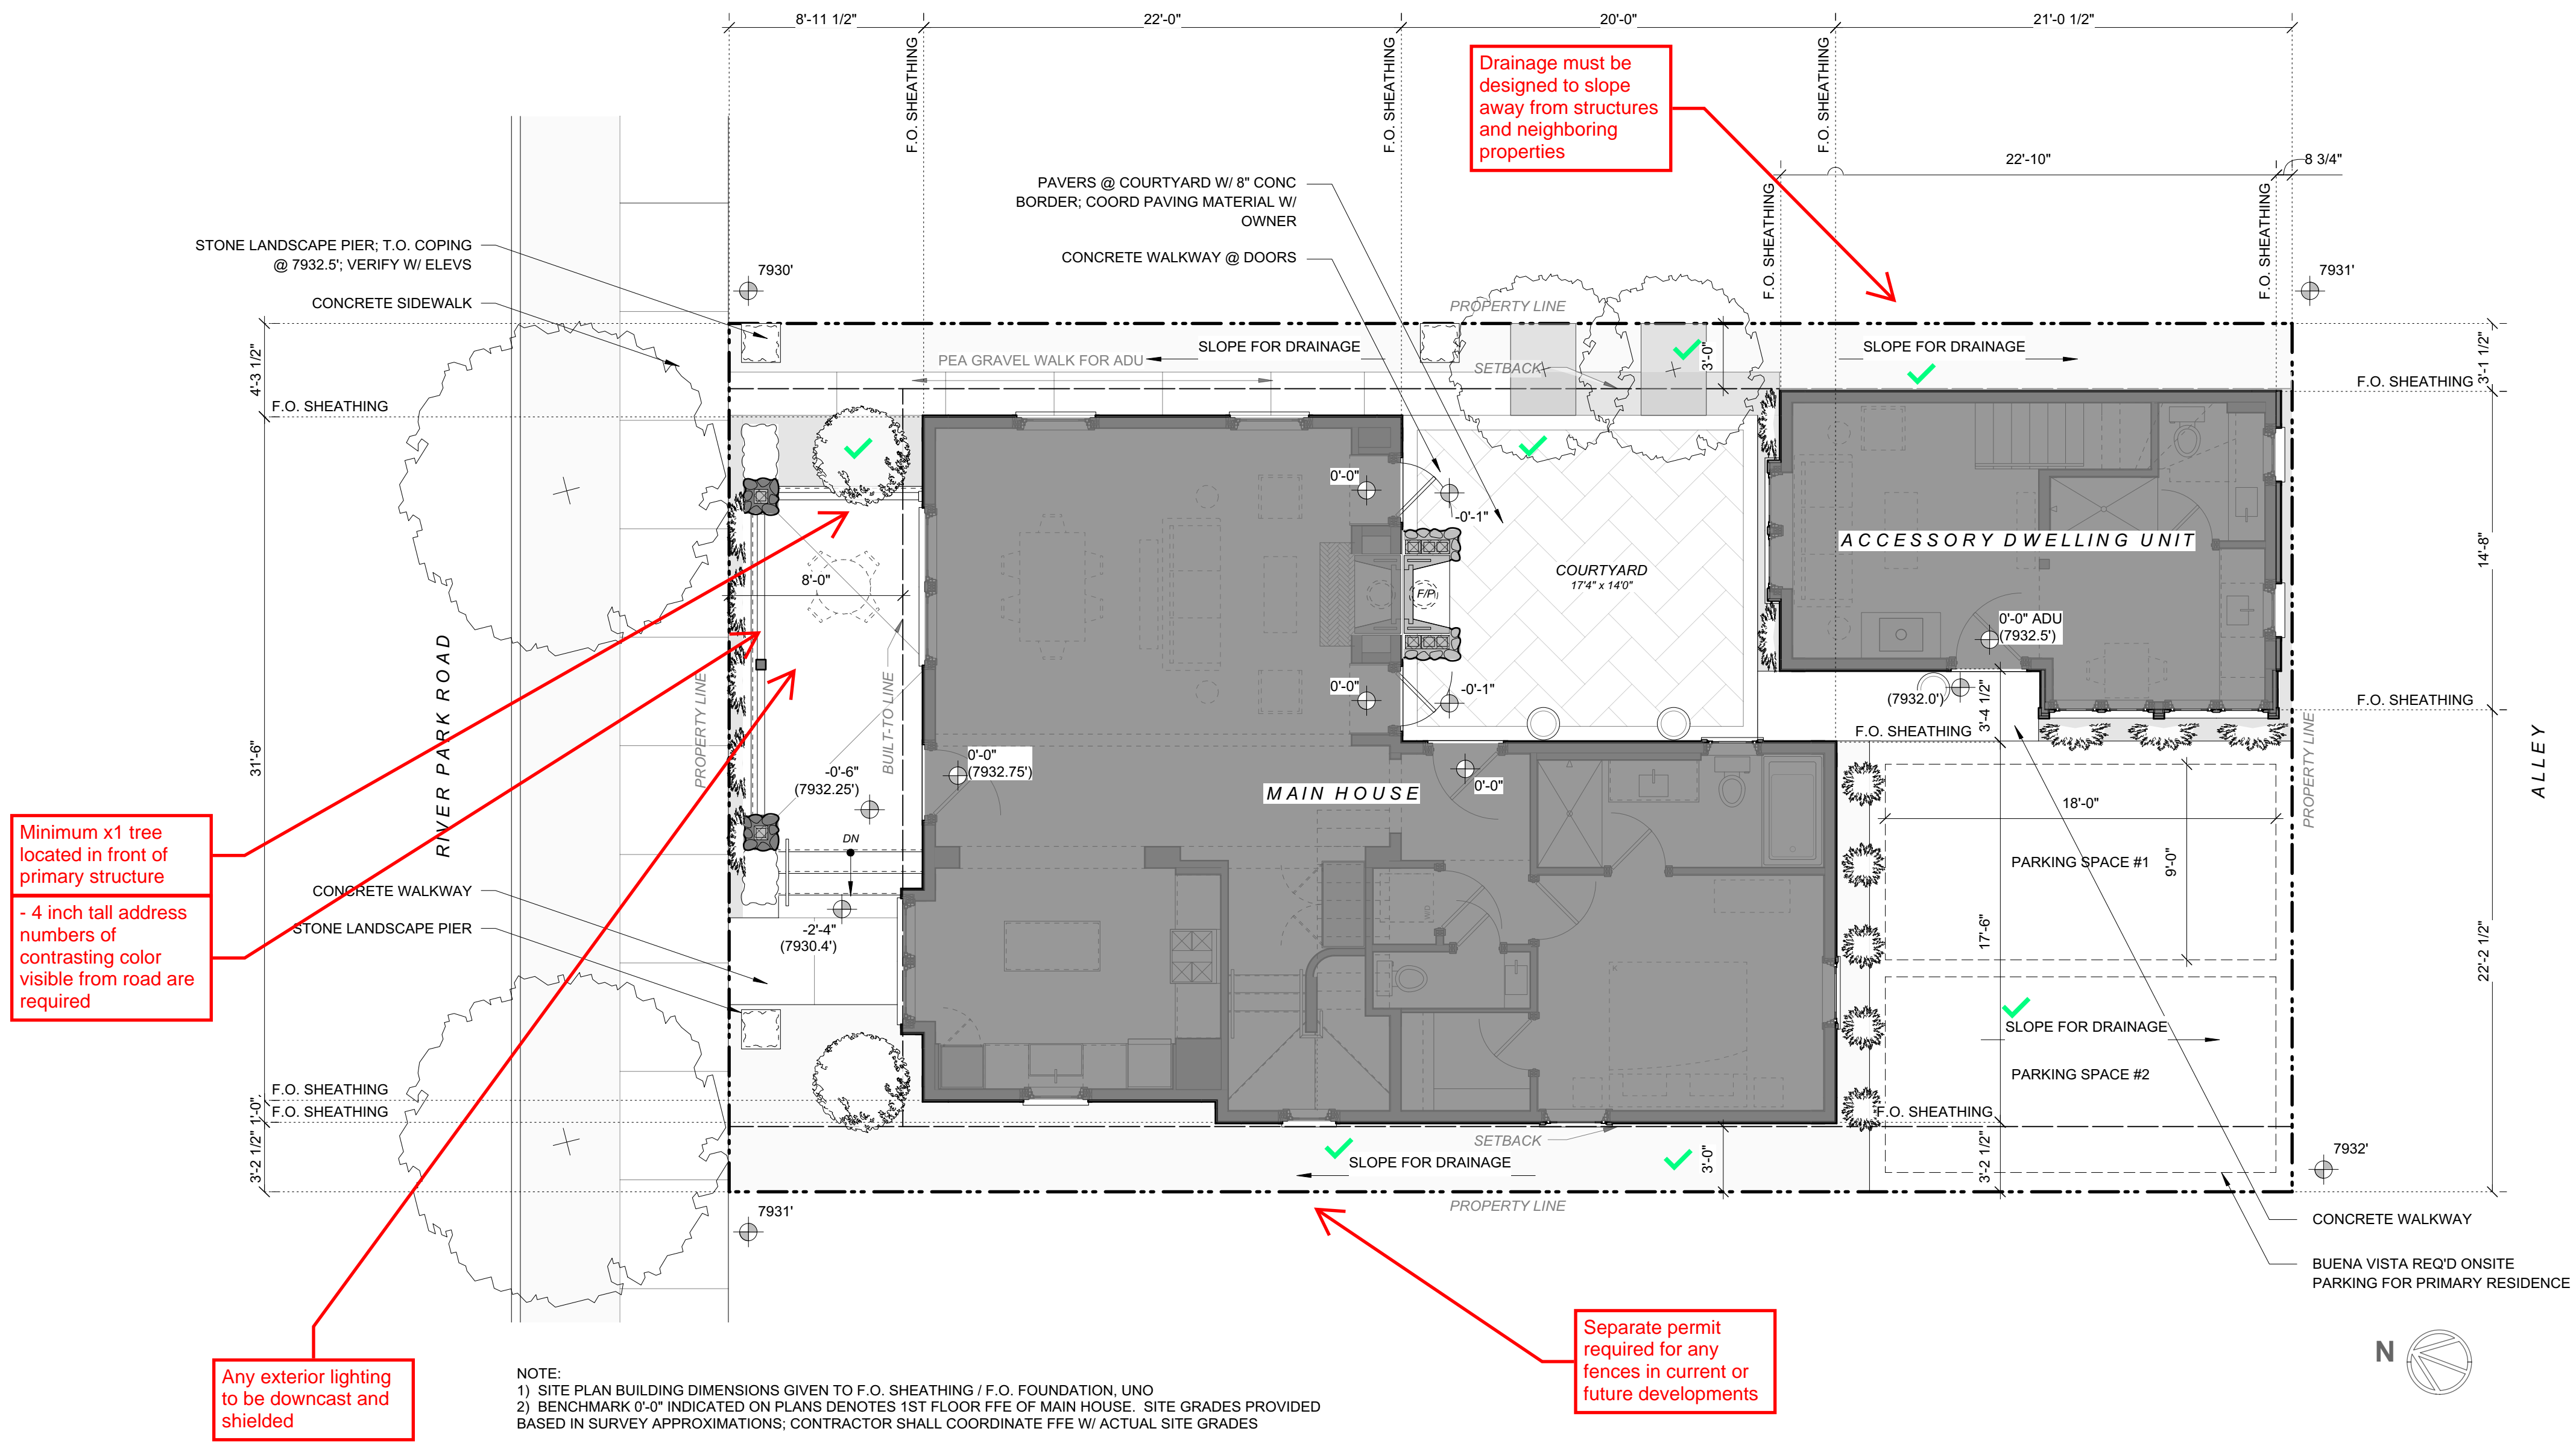 8'-11 1/2"
22'-0"
20'-0"
21'-0 1/2"
F.O. SHEATHING
F.O. SHEATHING
F.O. SHEATHING
Drainage must be
designed to slope
away from structures
and neighboring
properties
22'-10"
8 3/4"
F.O. SHEATHING
F.O. SHEATHING
PAVERS @ COURTYARD W/ 8" CONC
BORDER; COORD PAVING MATERIAL W/
OWNER
CONCRETE WALKWAY @ DOORS
STONE LANDSCAPE PIER; T.O. COPING
@ 7932.5'; VERIFY W/ ELEVS
CONCRETE SIDEWALK
7930'
7931'
PROPERTY LINE
4'-3 1/2"
PEA GRAVEL WALK FOR ADU
SLOPE FOR DRAINAGE
SETBACK
3'-0"
SLOPE FOR DRAINAGE
3'-1 1/2"
F.O. SHEATHING
F.O. SHEATHING
0'-0"
-0'-1"
ACCESSORY DWELLING UNIT
14'-8"
COURTYARD
17'4" x 14'0"
8'-0"
F/P
0'-0" ADU
(7932.5')
RIVER PARK ROAD
PROPERTY LINE
BUILT-TO LINE
0'-0"
-0'-1"
(7932.0')
3'-4 1/2"
F.O. SHEATHING
F.O. SHEATHING
PROPERTY LINE
ALLEY
31'-6"
0'-0"
(7932.75')
-0'-6"
(7932.25')
MAIN HOUSE
0'-0"
18'-0"
PARKING SPACE #1
9'-0"
Minimum x1 tree
located in front of
primary structure
DN
CONCRETE WALKWAY
- 4 inch tall address
numbers of
contrasting color
visible from road are
required
STONE LANDSCAPE PIER
-2'-4"
(7930.4')
W/D
17'-6"
22'-2 1/2"
K
SLOPE FOR DRAINAGE
PARKING SPACE #2
F.O. SHEATHING
1'-0"
F.O. SHEATHING
F.O. SHEATHING
3'-2 1/2"
SETBACK
SLOPE FOR DRAINAGE
3'-0"
3'-2 1/2"
7932'
PROPERTY LINE
7931'
CONCRETE WALKWAY
BUENA VISTA REQ'D ONSITE
PARKING FOR PRIMARY RESIDENCE
Separate permit
required for any
fences in current or
future developments
N
Any exterior lighting
to be downcast and
shielded
NOTE:
1) SITE PLAN BUILDING DIMENSIONS GIVEN TO F.O. SHEATHING / F.O. FOUNDATION, UNO
2) BENCHMARK 0'-0" INDICATED ON PLANS DENOTES 1ST FLOOR FFE OF MAIN HOUSE. SITE GRADES PROVIDED
BASED IN SURVEY APPROXIMATIONS; CONTRACTOR SHALL COORDINATE FFE W/ ACTUAL SITE GRADES